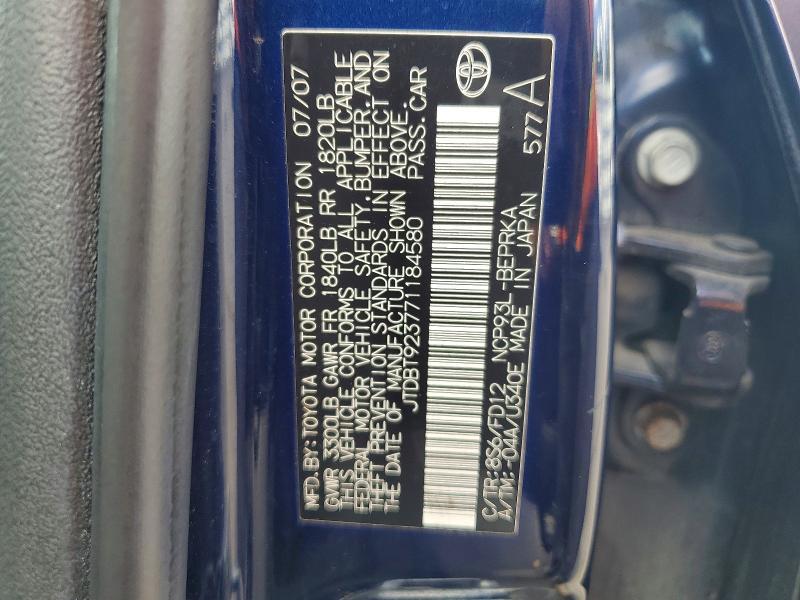 MFD. BY: TOYOTA MOTOR CORPORATION 07/07
GVWR 3300LB GAWR FR 1840LB RR 1820LB
THIS VEHICLE CONFORMS TO ALL APPLICABLE
FEDERAL MOTOR VEHICLE SAFETY, BUMPER, AND
THEFT PREVENTION STANDARDS IN EFFECT ON
THE DATE OF MANUFACTURE SHOWN ABOVE.
JTDBT923771184580 PASS. CAR
C/TR: 8S6/FD12 NCP93L-BEPRKA
A/TM: -04A/U340E MADE IN JAPAN 577 A